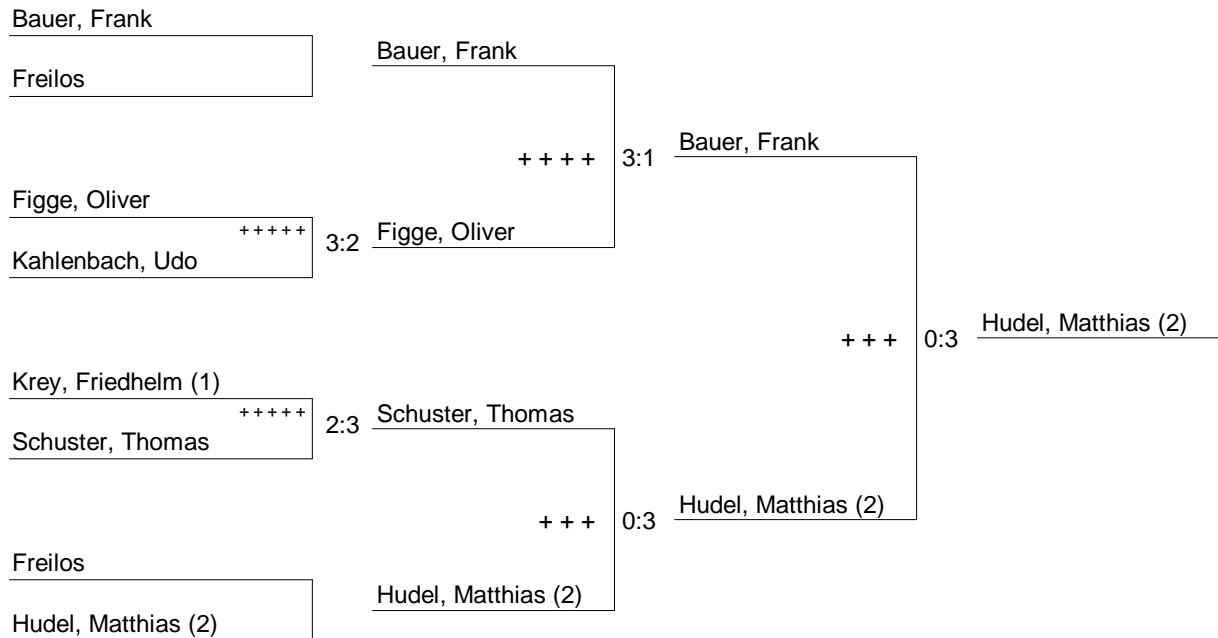 Bauer, Frank
Freilos
Bauer, Frank
+ + + + 3:1 Bauer, Frank
Figge, Oliver
+ + + + + 3:2 Figge, Oliver
Kahlenbach, Udo
+ + + 0:3 Hudel, Matthias (2)
Krey, Friedhelm (1)
+ + + + + 2:3 Schuster, Thomas
Schuster, Thomas
+ + + 0:3 Hudel, Matthias (2)
Freilos
Hudel, Matthias (2)
Hudel, Matthias (2)